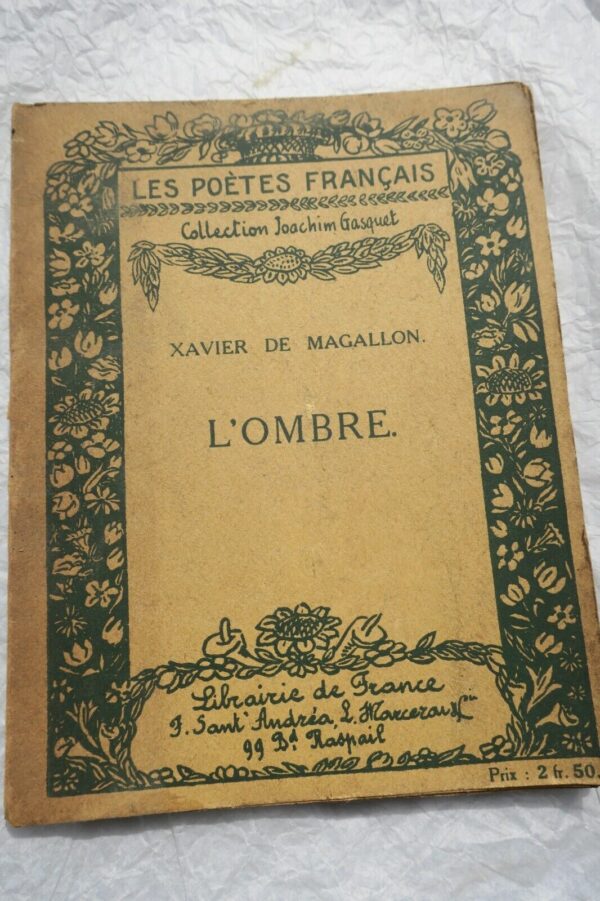 LES POÈTES FRANÇAIS
Collection Joachim Gasquet
XAVIER DE MAGALLON.
L'OMBRE.
Librairie de France
F. Sant' Andréa, L. Marcerou & Cie
99 Bd Raspail
Prix : 2 fr. 50.